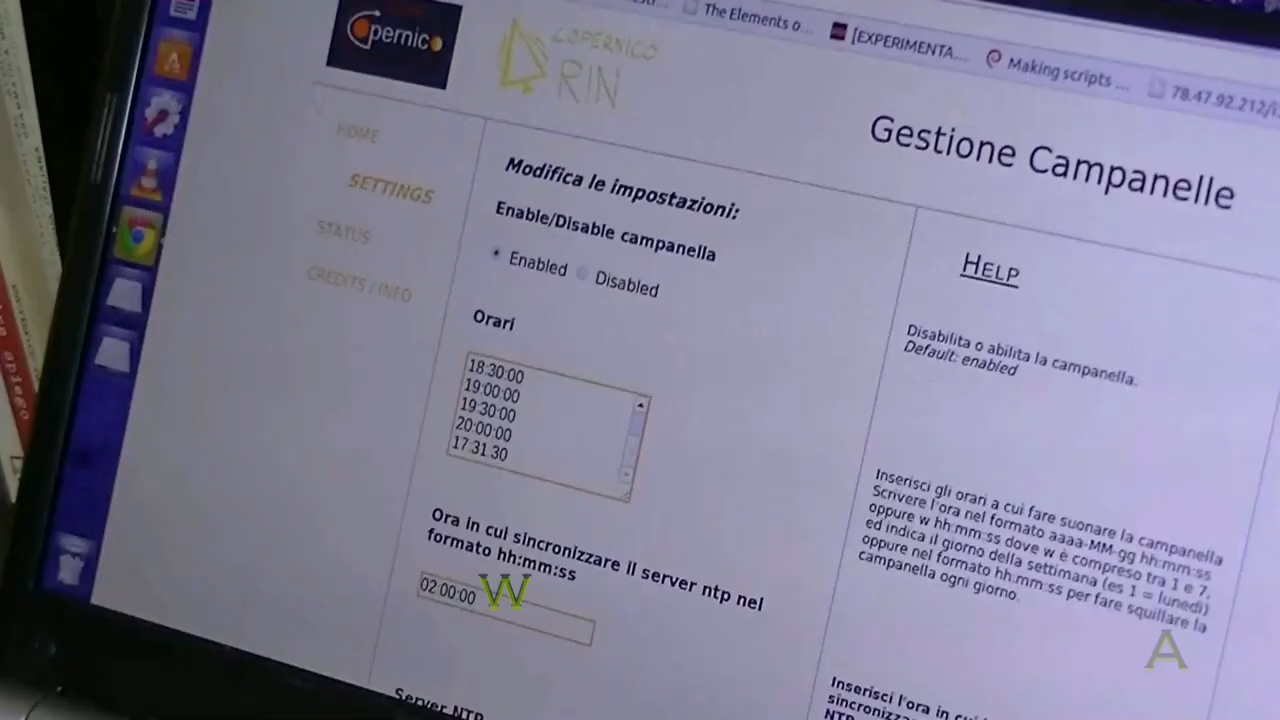 The Elements o...
[EXPERIMENTA...
Making scripts ...
78.47.92.212/
Copernico
COPERNICO
RIN
Gestione Campanelle
HOME
SETTINGS
STATUS
CREDITS / INFO
Modifica le impostazioni:
Enable/Disable campanella
Enabled Disabled
Orari
18:30:00
19:00:00
19:30:00
20:00:00
17:31:30
Ora in cui sincronizzare il server ntp nel
formato hh:mm:ss
02:00:00
W
Server NTP
HELP
Disabilita o abilita la campanella.
Default: enabled
Inserisci gli orari a cui fare suonare la campanella
Scrivere l'ora nel formato aaaa-MM-gg hh:mm:ss
oppure w hh:mm:ss dove w è compreso tra 1 e 7,
ed indica il giorno della settimana (es 1 = lunedì)
oppure nel formato hh:mm:ss per fare squillare la
campanella ogni giorno.
A
Inserisci l'ora in cui
NTP
apiego